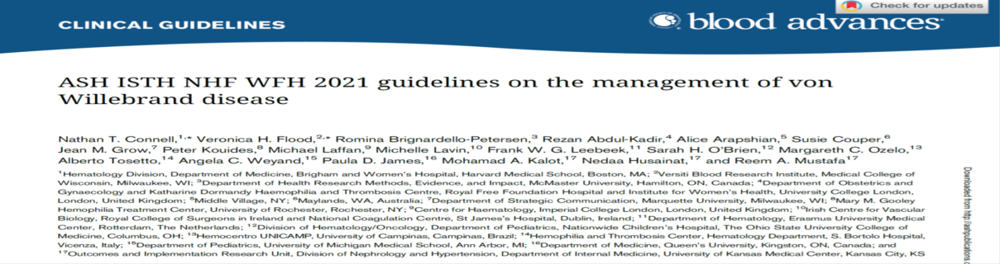 Check for updates
CLINICAL GUIDELINES
blood advances
ASH ISTH NHF WFH 2021 guidelines on the management of von
Willebrand disease
Nathan T. Connell,1,* Veronica H. Flood,2,* Romina Brignardello-Petersen,3 Rezan Abdul-Kadir,4 Alice Arapshian,5 Susie Couper,6
Jean M. Grow,7 Peter Kouides,8 Michael Laffan,9 Michelle Lavin,10 Frank W. G. Leebeek,11 Sarah H. O'Brien,12 Margareth C. Ozelo,13
Alberto Tosetto,14 Angela C. Weyand,15 Paula D. James,16 Mohamad A. Kalot,17 Nedaa Husainat,17 and Reem A. Mustafa17
1Hematology Division, Department of Medicine, Brigham and Women's Hospital, Harvard Medical School, Boston, MA; 2Versiti Blood Research Institute, Medical College of
Wisconsin, Milwaukee, WI; 3Department of Health Research Methods, Evidence, and Impact, McMaster University, Hamilton, ON, Canada; 4Department of Obstetrics and
Gynaecology and Katharine Dormandy Haemophilia and Thrombosis Centre, Royal Free Foundation Hospital and Institute for Women's Health, University College London,
London, United Kingdom; 5Middle Village, NY; 6Maylands, WA, Australia; 7Department of Strategic Communication, Marquette University, Milwaukee, WI; 8Mary M. Gooley
Hemophilia Treatment Center, University of Rochester, Rochester, NY; 9Centre for Haematology, Imperial College London, London, United Kingdom; 10Irish Centre for Vascular
Biology, Royal College of Surgeons in Ireland and National Coagulation Centre, St James's Hospital, Dublin, Ireland; 11Department of Hematology, Erasmus University Medical
Center, Rotterdam, The Netherlands; 12Division of Hematology/Oncology, Department of Pediatrics, Nationwide Children's Hospital, The Ohio State University College of
Medicine, Columbus, OH; 13Hemocentro UNICAMP, University of Campinas, Campinas, Brazil; 14Hemophilia and Thrombosis Center, Hematology Department, S. Bortolo Hospital,
Vicenza, Italy; 15Department of Pediatrics, University of Michigan Medical School, Ann Arbor, MI; 16Department of Medicine, Queen's University, Kingston, ON, Canada; and
17Outcomes and Implementation Research Unit, Division of Nephrology and Hypertension, Department of Internal Medicine, University of Kansas Medical Center, Kansas City, KS
Downloaded from http://ashpublications.